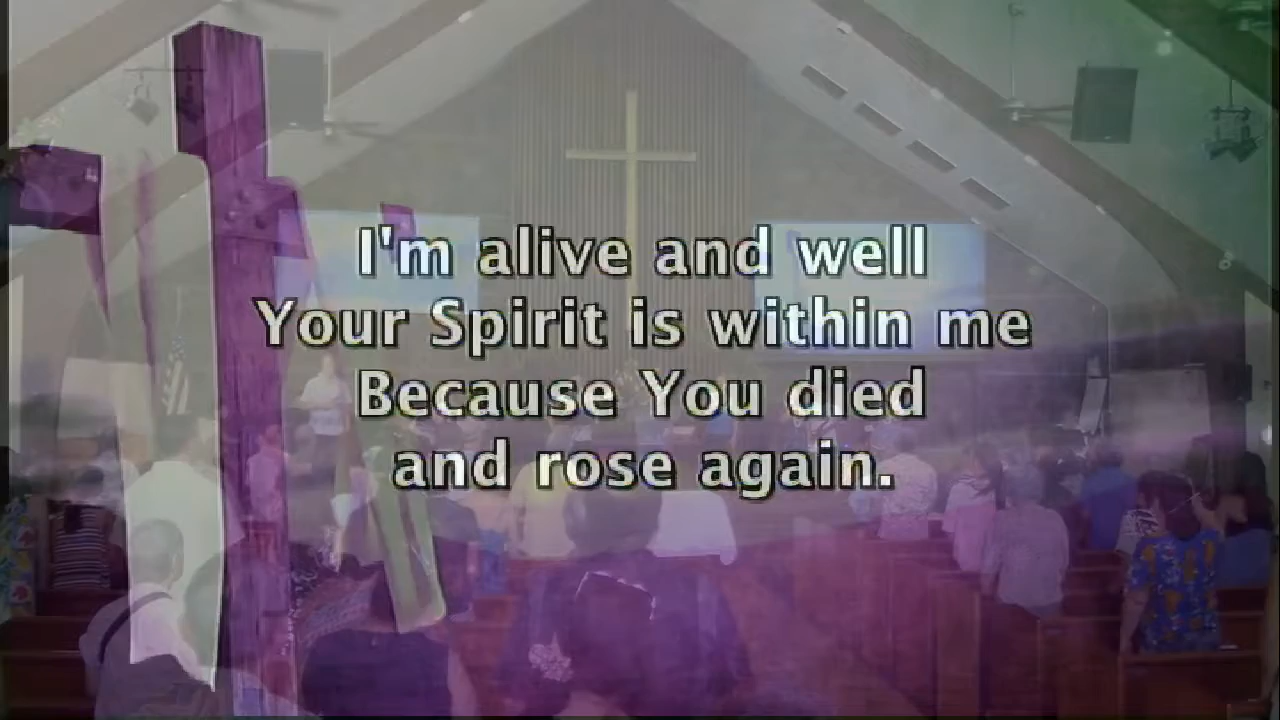 I'm alive and well
Your Spirit is within me
Because You died
and rose again.